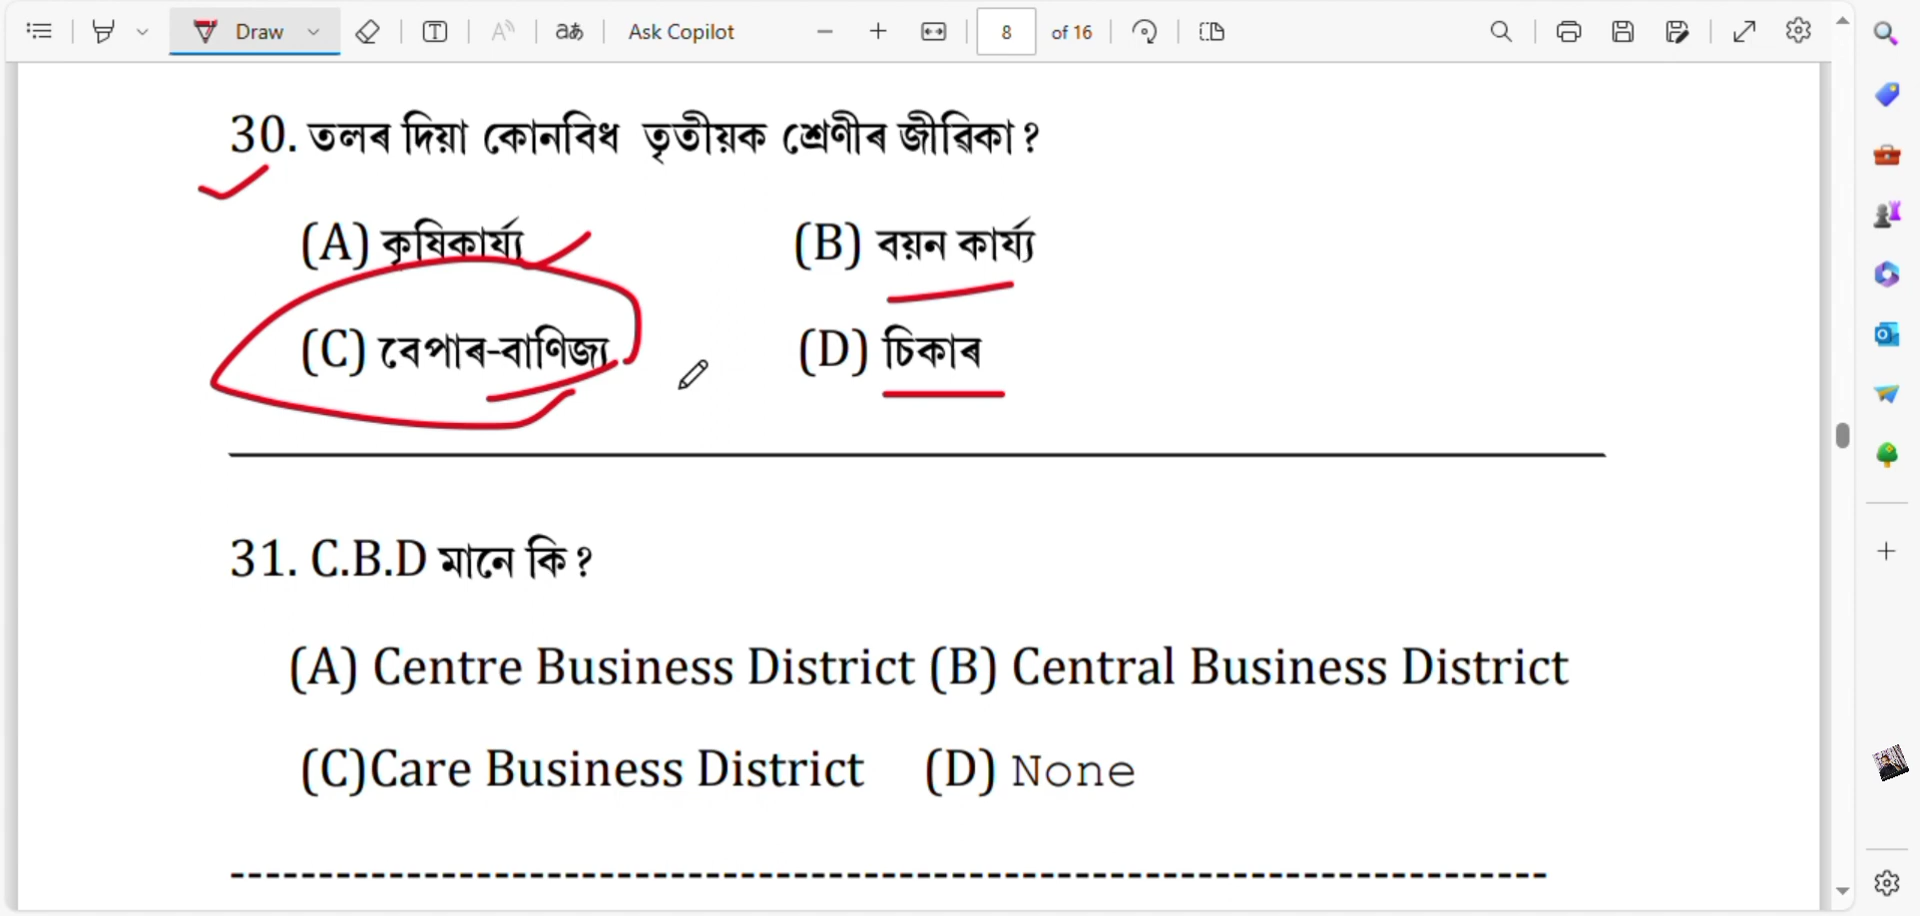 Draw
Ask Copilot
8 of 16
30. তলৰ দিয়া কোনবিধ তৃতীয়ক শ্ৰেণীৰ জীৱিকা?
(A) কৃষিকাৰ্য্য (B) বয়ন কাৰ্য্য
(C) বেপাৰ-বাণিজ্য (D) চিকাৰ
31. C.B.D মানে কি?
(A) Centre Business District (B) Central Business District
(C)Care Business District (D) None